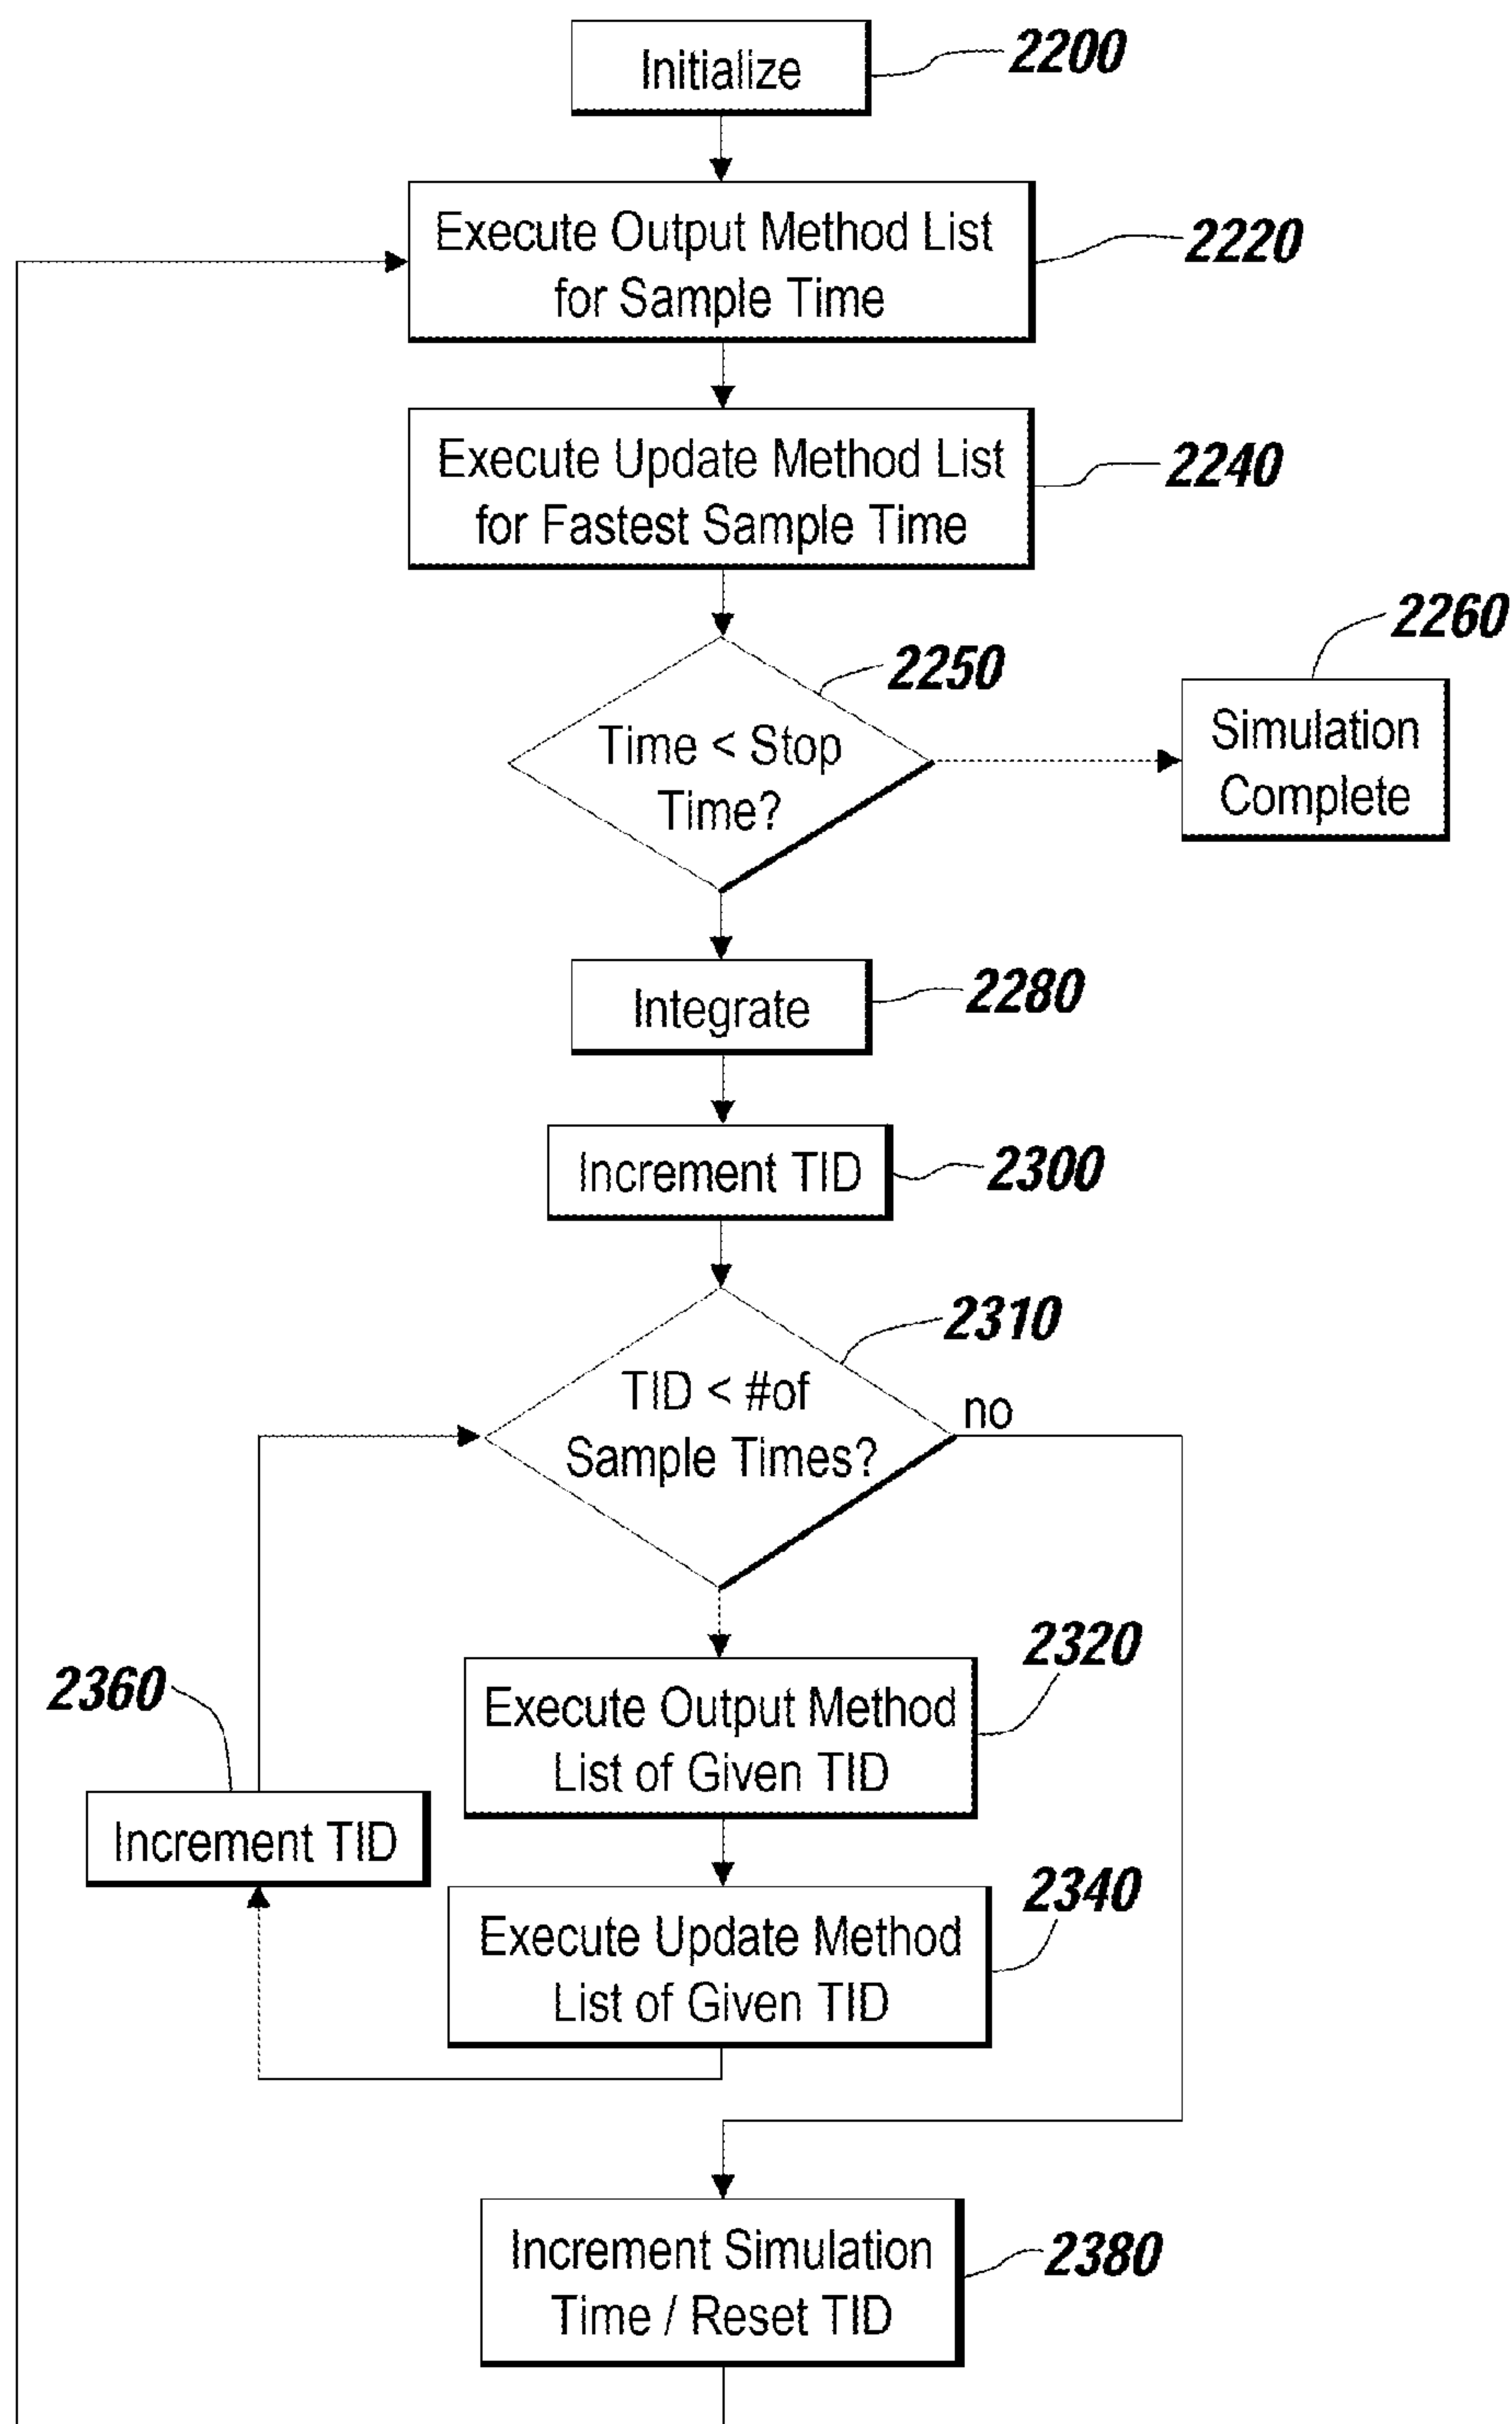 Initialize
2200
Execute Output Method List
for Sample Time
2220
Execute Update Method List
for Fastest Sample Time
2240
Time < Stop
Time?
2250
Simulation
Complete
2260
Integrate
2280
Increment TID
2300
TID < #of
Sample Times?
2310
no
Execute Output Method
List of Given TID
2320
2360
Increment TID
Execute Update Method
List of Given TID
2340
Increment Simulation
Time / Reset TID
2380